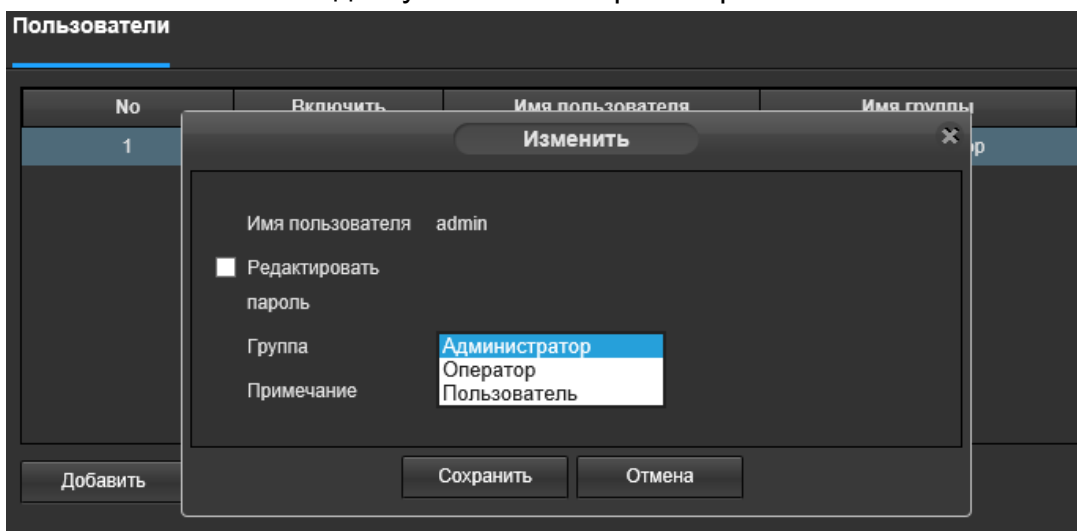 Пользователи
No Включить Имя пользователя Имя группы
1
Изменить
Имя пользователя admin
Редактировать
пароль
Группа Администратор
Оператор
Примечание Пользователь
Добавить Сохранить Отмена